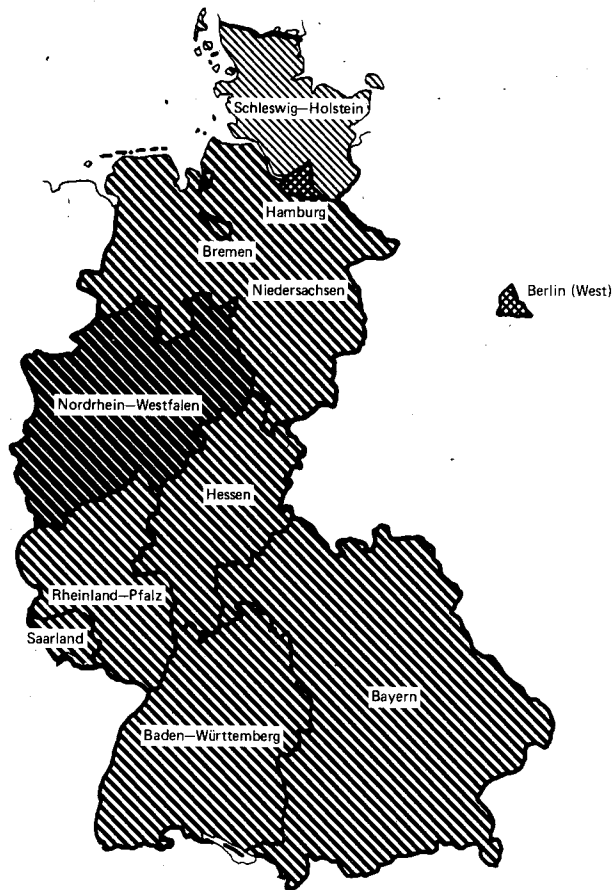 Schleswig—Holstein
Hamburg
Bremen
Niedersachsen
Berlin (West)
Nordrhein—Westfalen
Hessen
Rheinland—Pfalz
Saarland
Bayern
Baden—Württemberg